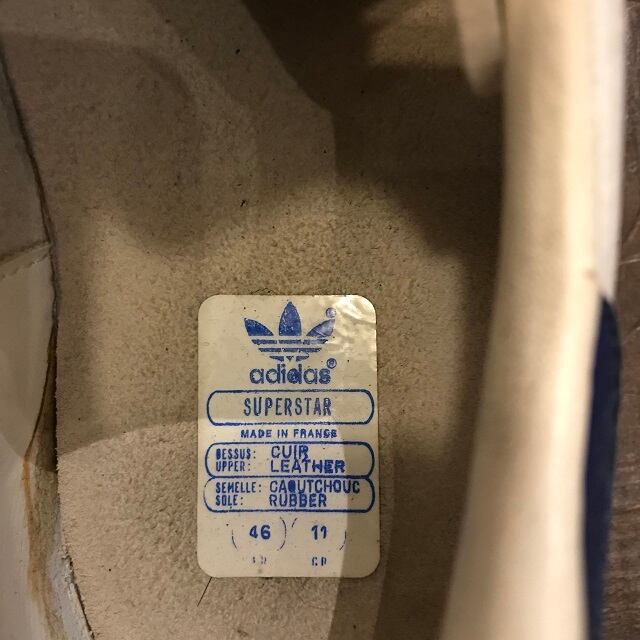 adidas®
SUPERSTAR
MADE IN FRANCE
DESSUS: CUIR
UPPER: LEATHER
SEMELLE: CAOUTCHOUC
SOLE: RUBBER
46 11